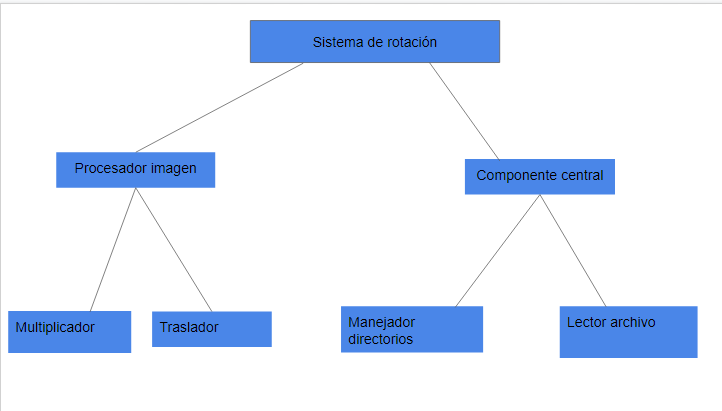 Sistema de rotación
Procesador imagen
Componente central
Multiplicador
Traslador
Manejador
directorios
Lector archivo